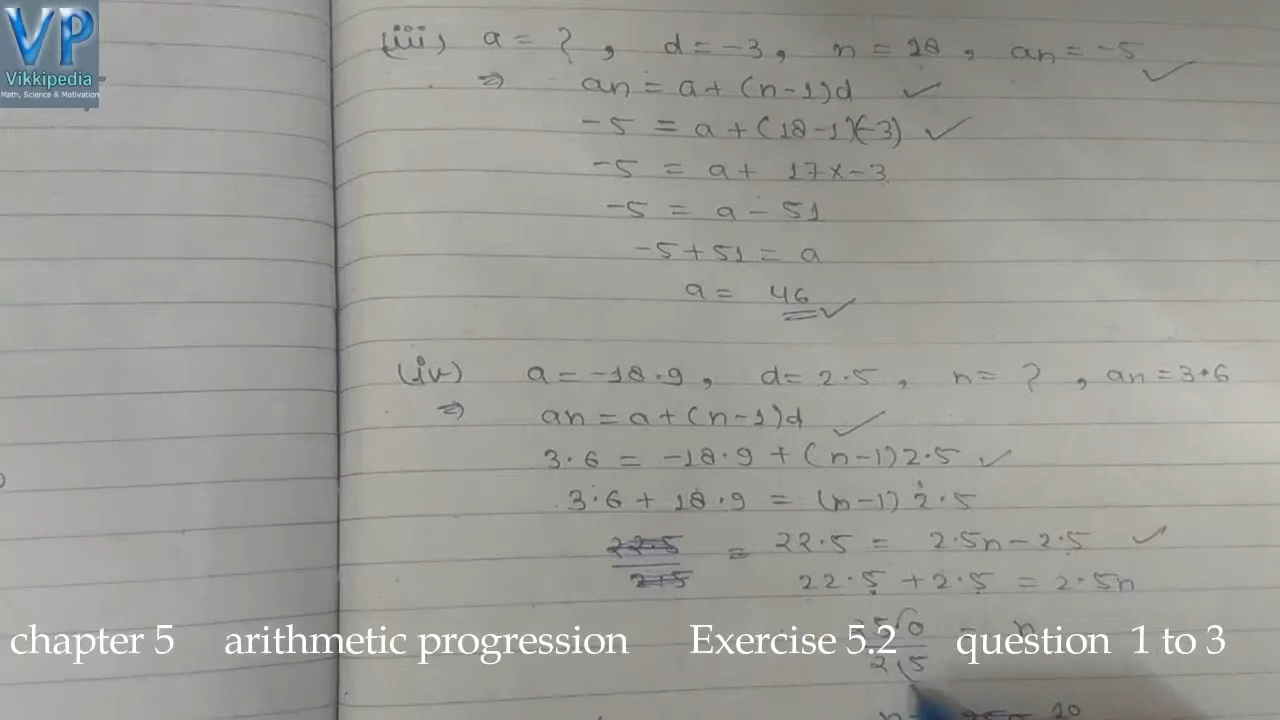 VP
Vikkipedia
Math, Science & Motivation
(iii) a = ? , d = -3, n = 18 , an = -5
⇒ an = a + (n-1)d
-5 = a + (18-1)(-3)
-5 = a + 17x-3
-5 = a - 51
-5+51 = a
a = 46
(iv) a = -18.9, d = 2.5, n = ? , an = 3.6
⇒ an = a + (n-1)d
3.6 = -18.9 + (n-1)2.5
3.6 + 18.9 = (n-1) 2.5
22.5 = 2.5n - 2.5
22.5 + 2.5 = 2.5n
chapter 5 arithmetic progression Exercise 5.2 question 1 to 3